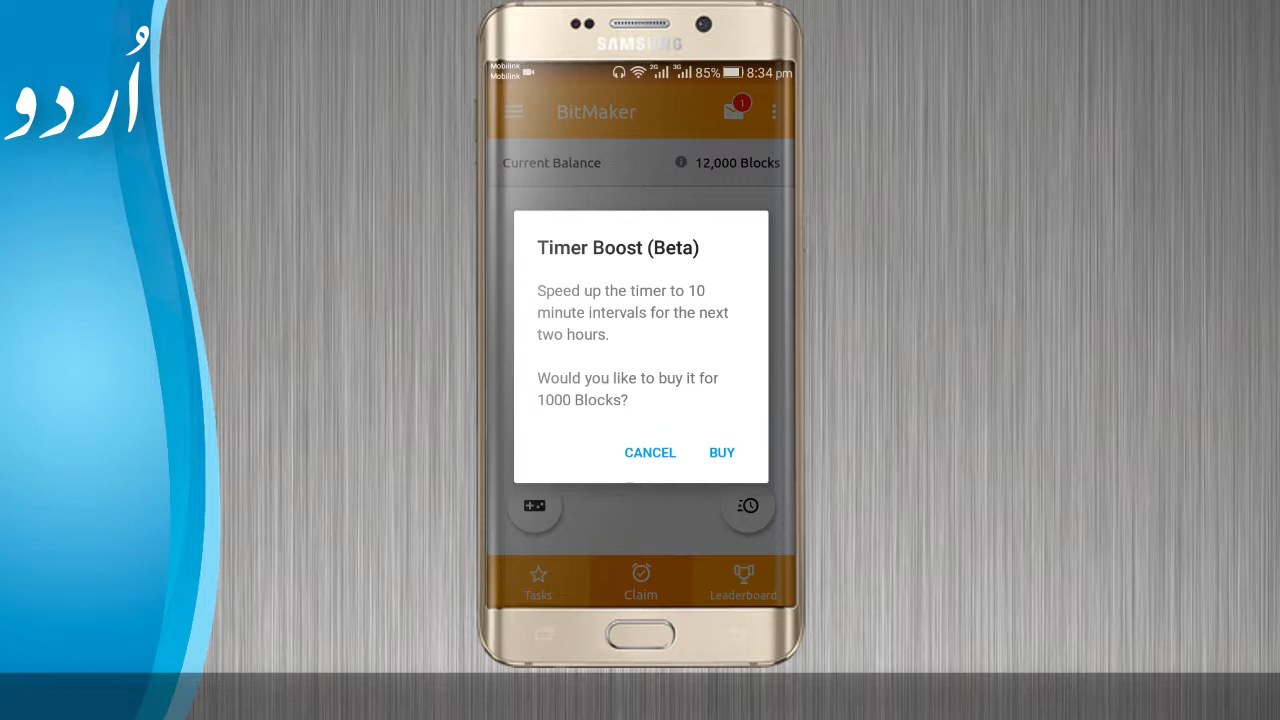 اُردو
SAMSUNG
Mobilink
Mobilink
2G 3G 85% 8:34 pm
BitMaker
1
Current Balance
12,000 Blocks
Timer Boost (Beta)
Speed up the timer to 10
minute intervals for the next
two hours.
Would you like to buy it for
1000 Blocks?
CANCEL BUY
Tasks Claim Leaderboard